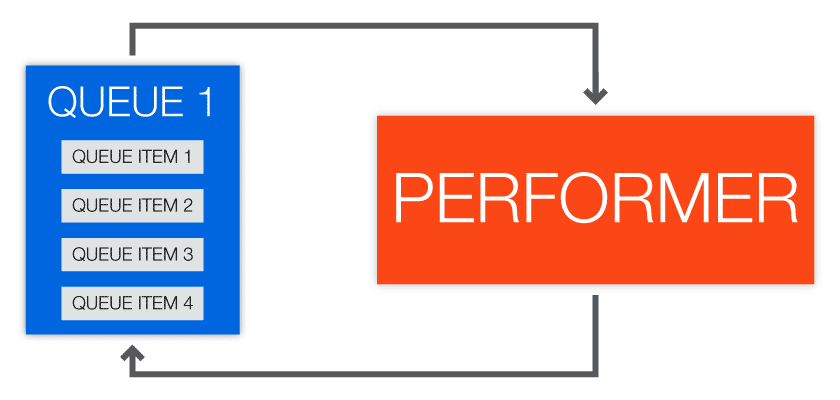 QUEUE 1
QUEUE ITEM 1
QUEUE ITEM 2
QUEUE ITEM 3
QUEUE ITEM 4
PERFORMER